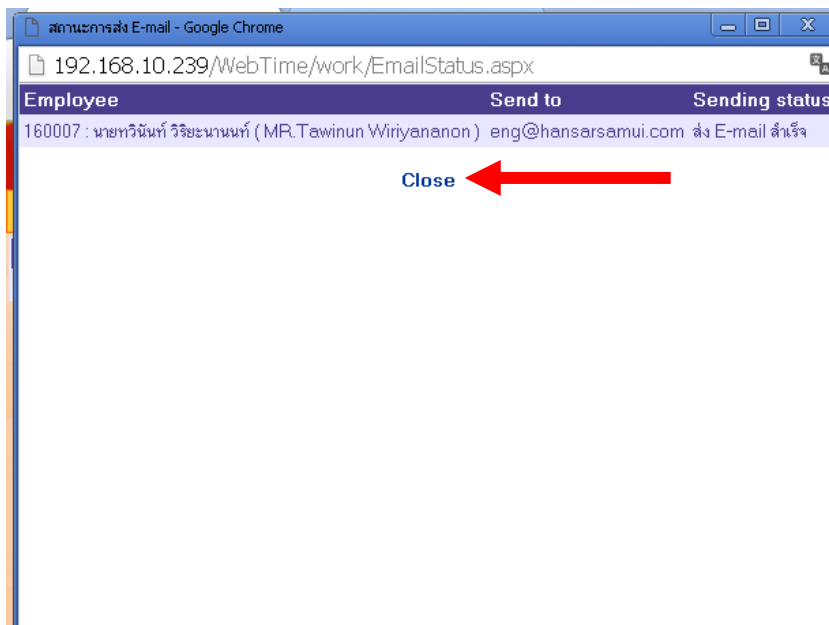 สถานะการส่ง E-mail - Google Chrome
192.168.10.239/WebTime/work/EmailStatus.aspx
Employee Send to Sending status
160007 : นายทวินันท์ วิริยะนานนท์ ( MR.Tawinun Wiriyananon ) eng@hansarsamui.com ส่ง E-mail สำเร็จ
Close